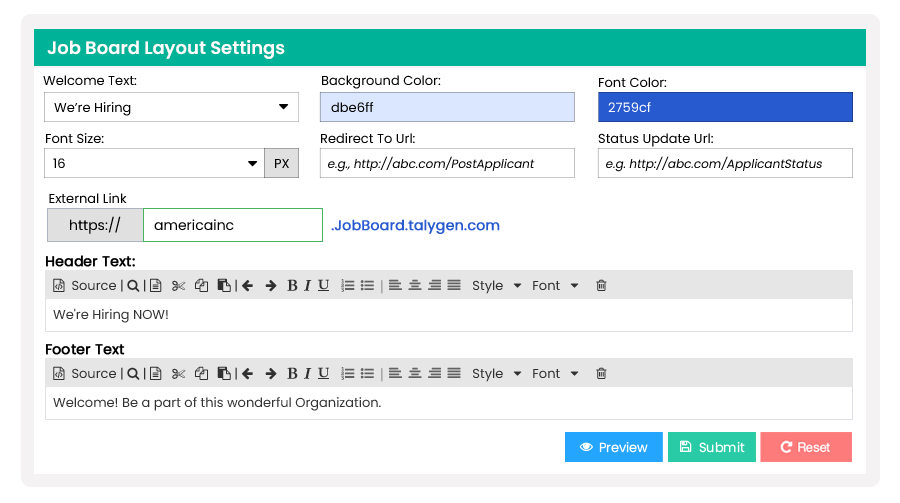 Job Board Layout Settings
Welcome Text: Background Color: Font Color:
We're Hiring dbe6ff 2759cf
Font Size: Redirect To Url: Status Update Url:
16 PX e.g., http://abc.com/PostApplicant e.g. http://abc.com/ApplicantStatus
External Link
https:// americainc .JobBoard.talygen.com
Header Text:
Source | | | B I U | Style Font
We're Hiring NOW!
Footer Text
Source | | | B I U | Style Font
Welcome! Be a part of this wonderful Organization.
Preview Submit Reset